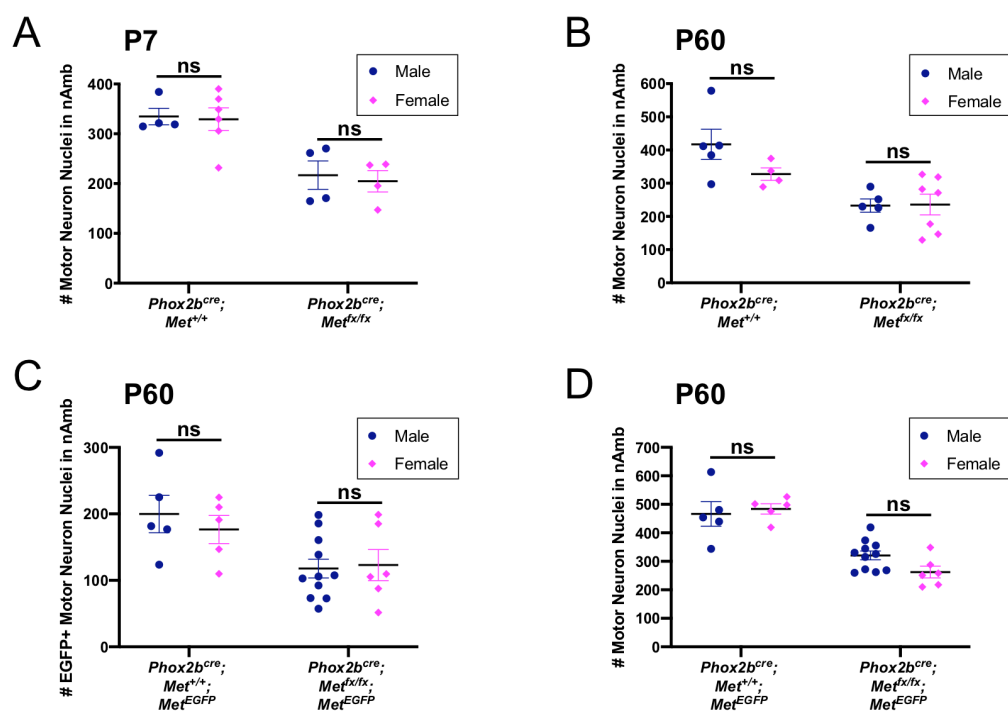 A
P7
Male
Female
ns
ns
# Motor Neuron Nuclei in nAmb
400
300
200
100
0
Phox2bcre;
Met+/+
Phox2bcre;
Metfx/fx
B
P60
Male
Female
ns
ns
# Motor Neuron Nuclei in nAmb
600
500
400
300
200
100
0
Phox2bcre;
Met+/+
Phox2bcre;
Metfx/fx
C
P60
Male
Female
ns
ns
# EGFP+ Motor Neuron Nuclei in nAmb
300
200
100
0
Phox2bcre;
Met+/+;
MetEGFP
Phox2bcre;
Metfx/fx;
MetEGFP
D
P60
Male
Female
ns
ns
# Motor Neuron Nuclei in nAmb
700
600
500
400
300
200
100
0
Phox2bcre;
Met+/+;
MetEGFP
Phox2bcre;
Metfx/fx;
MetEGFP